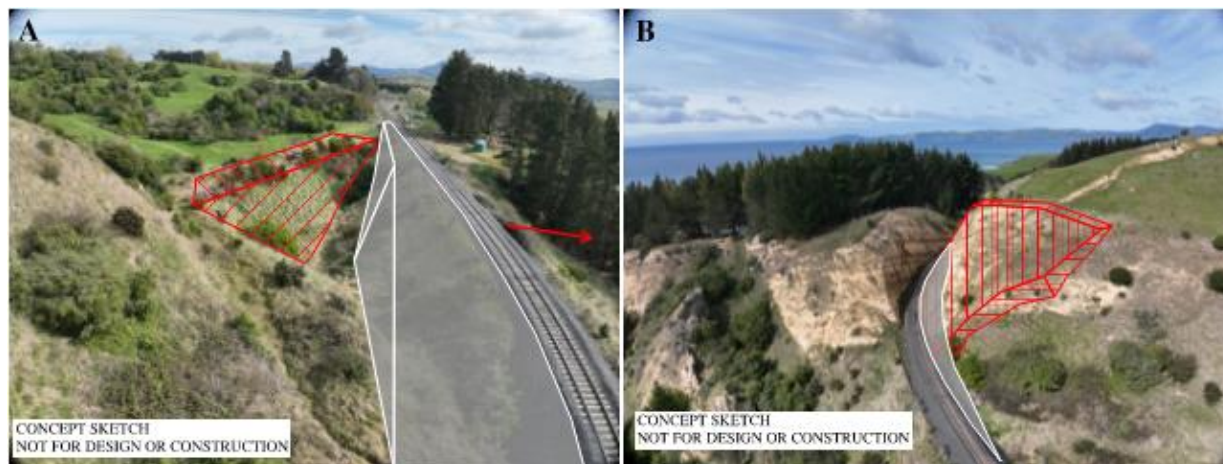 A
B
CONCEPT SKETCH
NOT FOR DESIGN OR CONSTRUCTION
CONCEPT SKETCH
NOT FOR DESIGN OR CONSTRUCTION